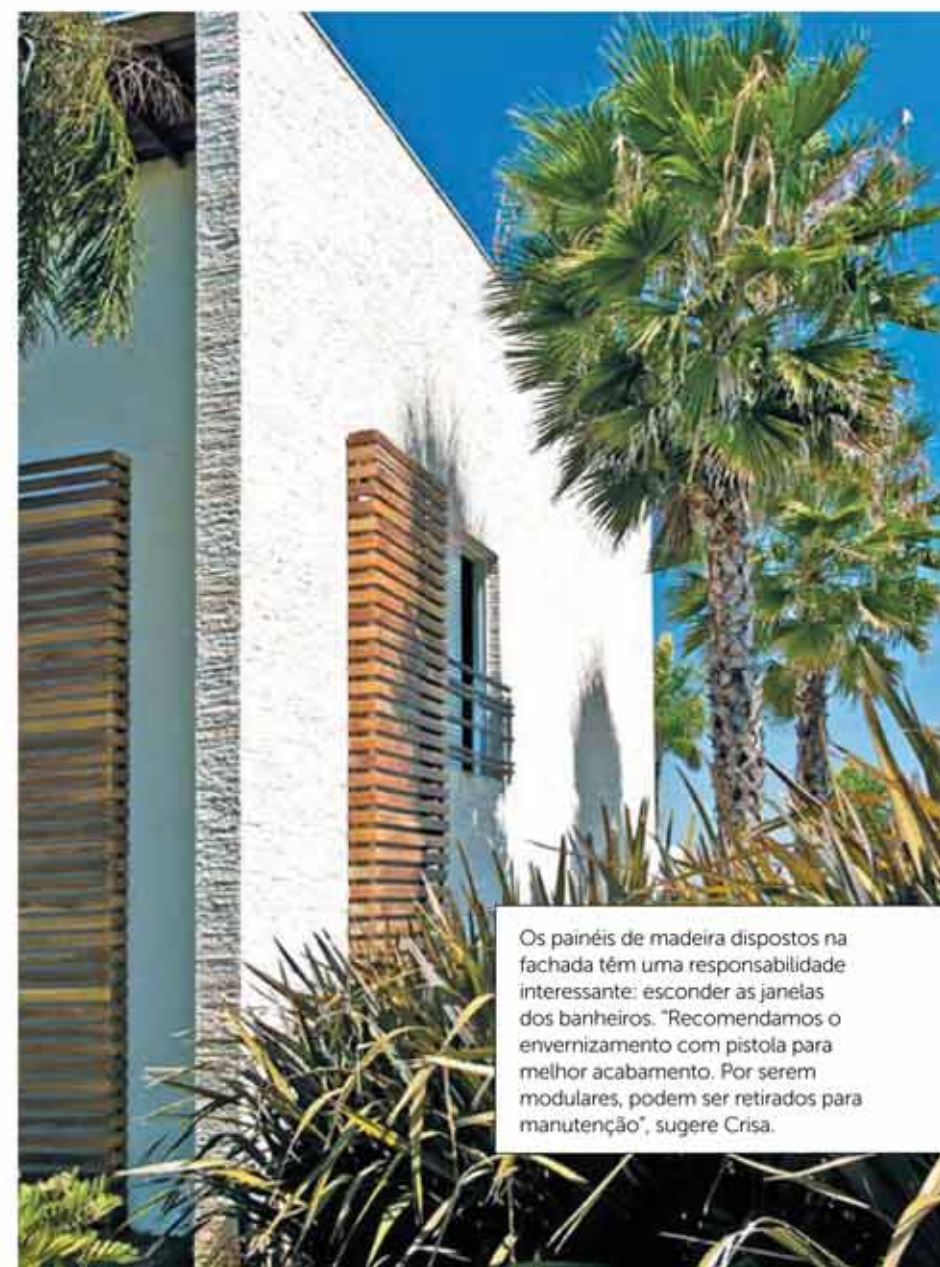 Os painéis de madeira dispostos na
fachada têm uma responsabilidade
interessante: esconder as janelas
dos banheiros. "Recomendamos o
envernizamento com pistola para
melhor acabamento. Por serem
modulares, podem ser retirados para
manutenção", sugere Crisa.